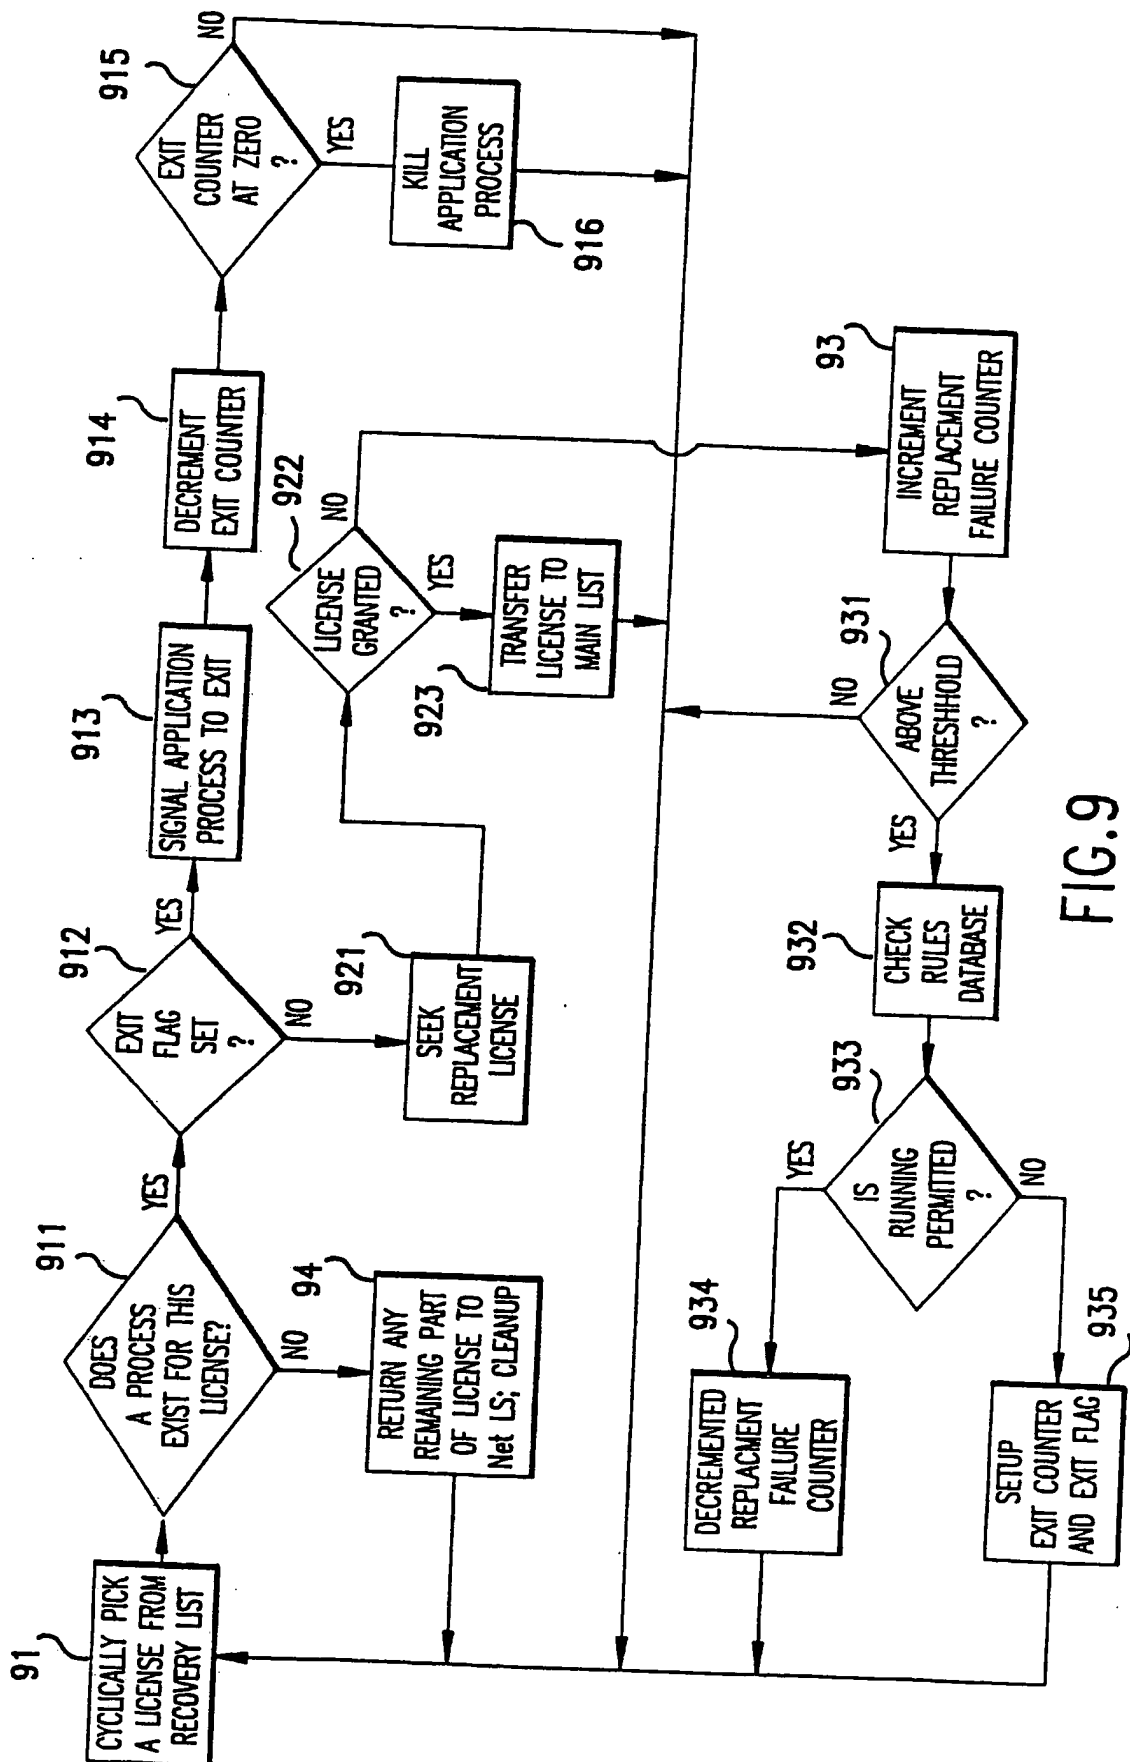 91
CYCLICALLY PICK
A LICENSE FROM
RECOVERY LIST
911
DOES
A PROCESS
EXIST FOR THIS
LICENSE?
YES
NO
94
RETURN ANY
REMAINING PART
OF LICENSE TO
Net LS; CLEANUP
912
EXIT
FLAG
SET
?
YES
NO
913
SIGNAL APPLICATION
PROCESS TO EXIT
914
DECREMENT
EXIT COUNTER
915
EXIT
COUNTER
AT ZERO
?
NO
YES
KILL
APPLICATION
PROCESS
916
921
SEEK
REPLACEMENT
LICENSE
922
LICENSE
GRANTED
?
NO
YES
TRANSFER
LICENSE TO
MAIN LIST
923
93
INCREMENT
REPLACEMENT
FAILURE COUNTER
931
ABOVE
THRESHHOLD
?
NO
YES
932
CHECK
RULES
DATABASE
933
IS
RUNNING
PERMITTED
?
YES
NO
934
DECREMENTED
REPLACMENT
FAILURE
COUNTER
935
SETUP
EXIT COUNTER
AND EXIT FLAG
FIG.9